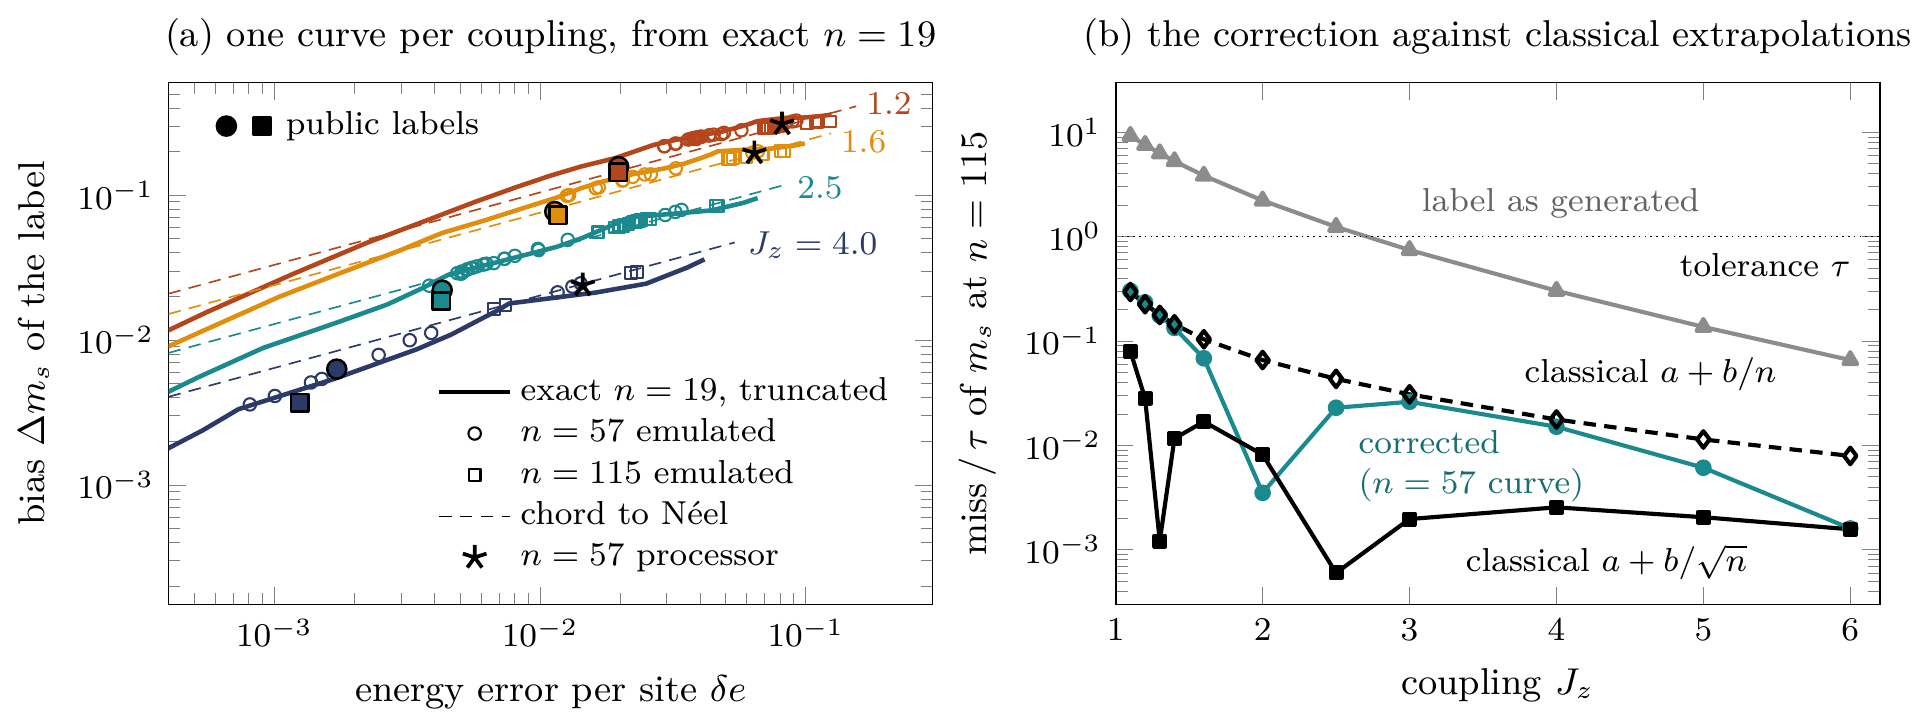 (a) one curve per coupling, from exact n = 19
public labels
1.2
1.6
2.5
J_z = 4.0
exact n = 19, truncated
n = 57 emulated
n = 115 emulated
chord to Néel
n = 57 processor
10⁻¹
10⁻²
10⁻³
bias Δm_s of the label
10⁻³ 10⁻² 10⁻¹
energy error per site δe
(b) the correction against classical extrapolations
label as generated
tolerance τ
classical a + b/n
corrected
(n = 57 curve)
classical a + b/√n
10¹
10⁰
10⁻¹
10⁻²
10⁻³
miss / τ of m_s at n = 115
1 2 3 4 5 6
coupling J_z